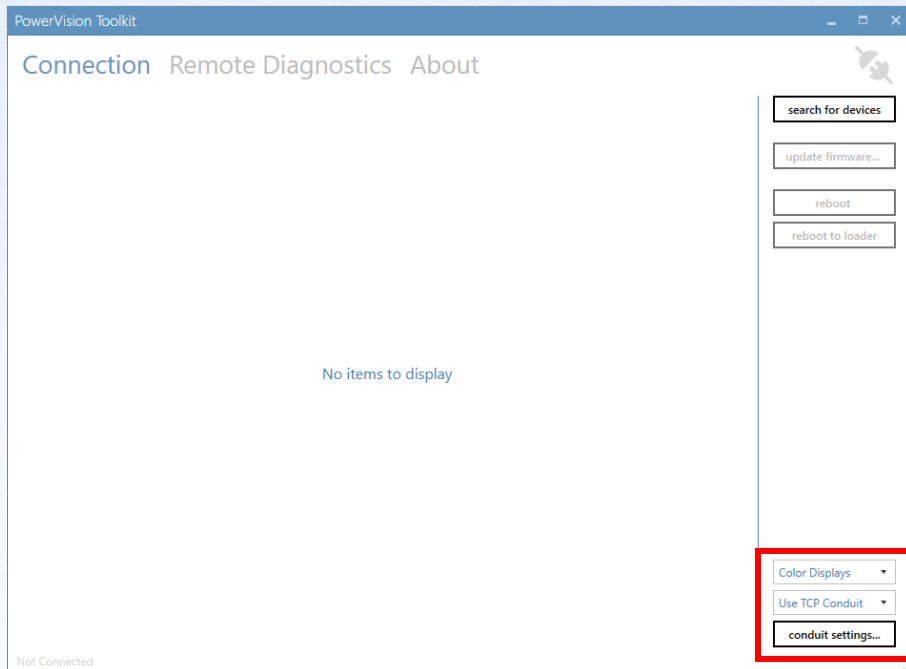 PowerVision Toolkit
Connection Remote Diagnostics About
search for devices
update firmware...
reboot
reboot to loader
No items to display
Color Displays
Use TCP Conduit
conduit settings...
Not Connected